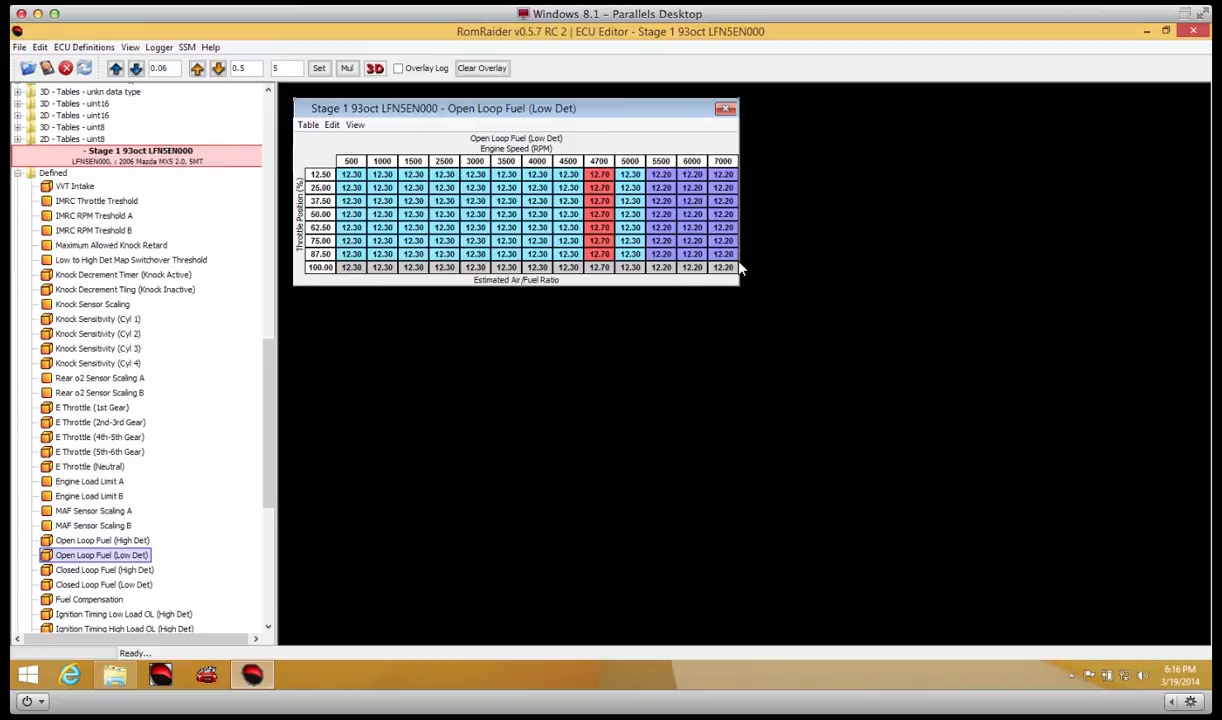 Windows 8.1 - Parallels Desktop
RomRaider v0.5.7 RC 2 | ECU Editor - Stage 1 93oct LFN5EN000
File Edit ECU Definitions View Logger SSM Help
0.06 0.5 5 Set Mul 3D Overlay Log Clear Overlay
3D - Tables - unkn data type
3D - Tables - uint16
2D - Tables - uint16
3D - Tables - uint8
2D - Tables - uint8
- Stage 1 93oct LFN5EN000
LFN5EN000, ; 2006 Mazda MX5 2.0, 5MT
Defined
VVT Intake
IMRC Throttle Treshold
IMRC RPM Treshold A
IMRC RPM Treshold B
Maximum Allowed Knock Retard
Low to High Det Map Switchover Threshold
Knock Decrement Timer (Knock Active)
Knock Decrement Tiling (Knock Inactive)
Knock Sensor Scaling
Knock Sensitivity (Cyl 1)
Knock Sensitivity (Cyl 2)
Knock Sensitivity (Cyl 3)
Knock Sensitivity (Cyl 4)
Rear o2 Sensor Scaling A
Rear o2 Sensor Scaling B
E Throttle (1st Gear)
E Throttle (2nd-3rd Gear)
E Throttle (4th-5th Gear)
E Throttle (5th-6th Gear)
E Throttle (Neutral)
Engine Load Limit A
Engine Load Limit B
MAF Sensor Scaling A
MAF Sensor Scaling B
Open Loop Fuel (High Det)
Open Loop Fuel (Low Det)
Closed Loop Fuel (High Det)
Closed Loop Fuel (Low Det)
Fuel Compensation
Ignition Timing Low Load OL (High Det)
Ignition Timing High Load OL (High Det)
Stage 1 93oct LFN5EN000 - Open Loop Fuel (Low Det)
Table Edit View
Open Loop Fuel (Low Det)
Engine Speed (RPM)
500 1000 1500 2500 3000 3500 4000 4500 4700 5000 5500 6000 7000
Throttle Position (%)
12.50 12.30 12.30 12.30 12.30 12.30 12.30 12.30 12.30 12.70 12.30 12.20 12.20 12.20
25.00 12.30 12.30 12.30 12.30 12.30 12.30 12.30 12.30 12.70 12.30 12.20 12.20 12.20
37.50 12.30 12.30 12.30 12.30 12.30 12.30 12.30 12.30 12.70 12.30 12.20 12.20 12.20
50.00 12.30 12.30 12.30 12.30 12.30 12.30 12.30 12.30 12.70 12.30 12.20 12.20 12.20
62.50 12.30 12.30 12.30 12.30 12.30 12.30 12.30 12.30 12.70 12.30 12.20 12.20 12.20
75.00 12.30 12.30 12.30 12.30 12.30 12.30 12.30 12.30 12.70 12.30 12.20 12.20 12.20
87.50 12.30 12.30 12.30 12.30 12.30 12.30 12.30 12.30 12.70 12.30 12.20 12.20 12.20
100.00 12.30 12.30 12.30 12.30 12.30 12.30 12.30 12.30 12.70 12.30 12.20 12.20 12.20
Estimated Air/Fuel Ratio
Ready...
6:16 PM
3/19/2014